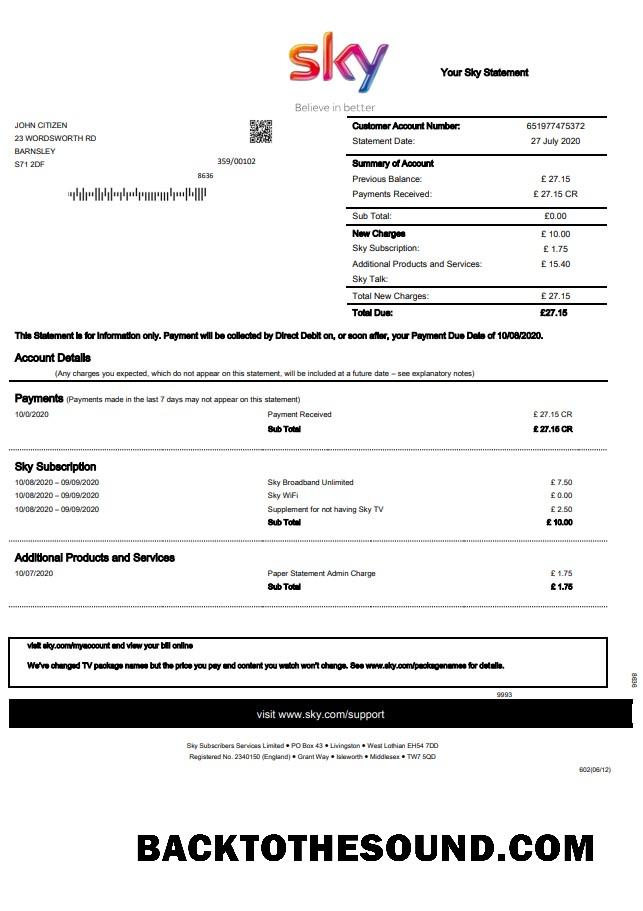 sky
Believe in better
Your Sky Statement
JOHN CITIZEN
23 WORDSWORTH RD
BARNSLEY
S71 2DF
359/00102
8636
Customer Account Number: 651977475372
Statement Date: 27 July 2020
Summary of Account
Previous Balance: £ 27.15
Payments Received: £ 27.15 CR
Sub Total: £0.00
New Charges £ 10.00
Sky Subscription: £ 1.75
Additional Products and Services: £ 15.40
Sky Talk:
Total New Charges: £ 27.15
Total Due: £27.15
This Statement is for information only. Payment will be collected by Direct Debit on, or soon after, your Payment Due Date of 10/08/2020.
Account Details
(Any charges you expected, which do not appear on this statement, will be included at a future date – see explanatory notes)
Payments (Payments made in the last 7 days may not appear on this statement)
10/0/2020 Payment Received £ 27.15 CR
Sub Total £ 27.15 CR
Sky Subscription
10/08/2020 – 09/09/2020 Sky Broadband Unlimited £ 7.50
10/08/2020 – 09/09/2020 Sky WiFi £ 0.00
10/08/2020 – 09/09/2020 Supplement for not having Sky TV £ 2.50
Sub Total £ 10.00
Additional Products and Services
10/07/2020 Paper Statement Admin Charge £ 1.75
Sub Total £ 1.75
visit sky.com/myaccount and view your bill online
We've changed TV package names but the price you pay and content you watch won't change. See www.sky.com/packagenames for details.
8636
9993
visit www.sky.com/support
Sky Subscribers Services Limited ● PO Box 43 ● Livingston ● West Lothian EH54 7DD
Registered No. 2340150 (England) ● Grant Way ● Isleworth ● Middlesex ● TW7 5QD
602(06/12)
BACKTOTHESOUND.COM